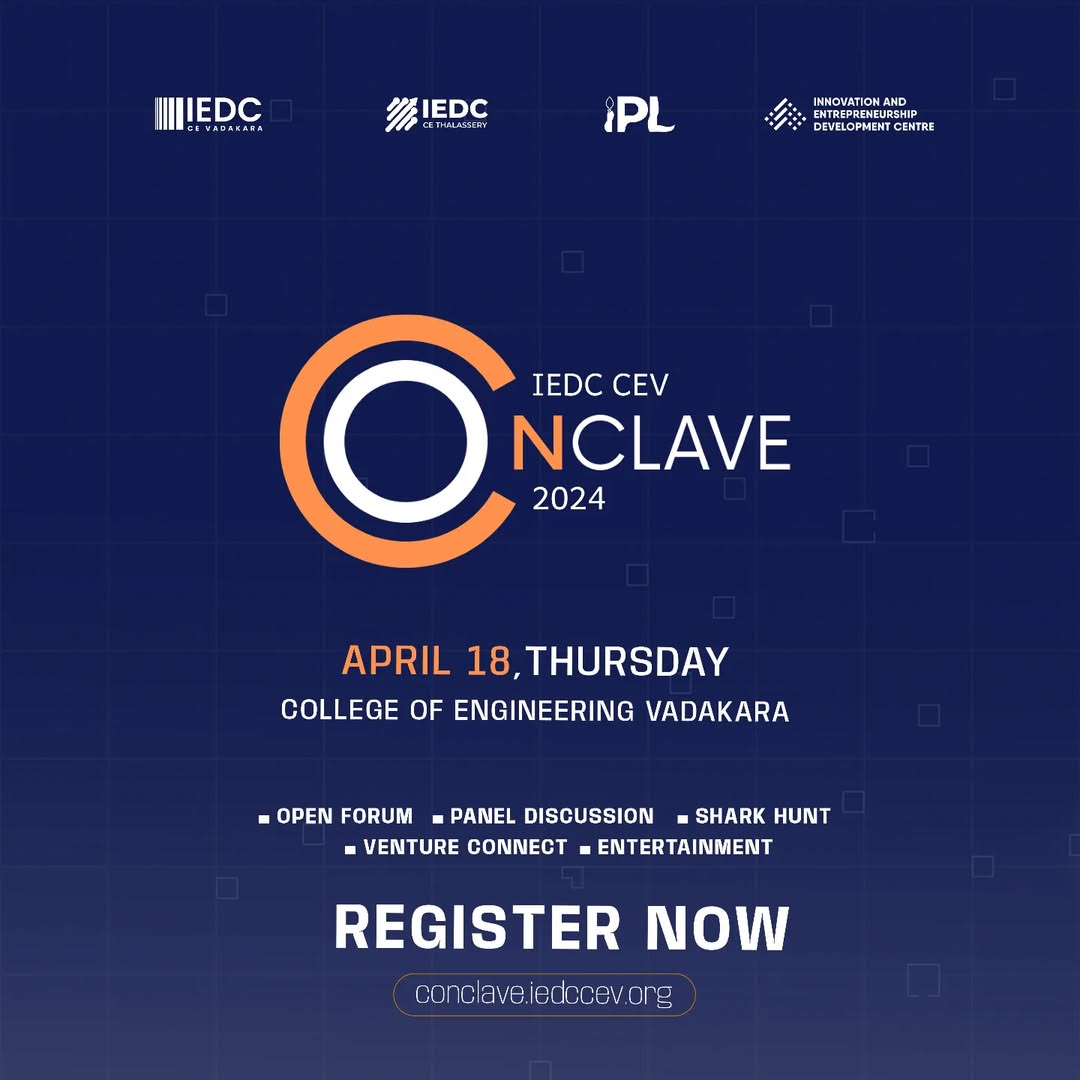 IEDC
CE VADAKARA
IEDC
CE THALASSERY
iPL
INNOVATION AND
ENTREPRENEURSHIP
DEVELOPMENT CENTRE
IEDC CEV
CONCLAVE
2024
APRIL 18,THURSDAY
COLLEGE OF ENGINEERING VADAKARA
▪ OPEN FORUM ▪ PANEL DISCUSSION ▪ SHARK HUNT
▪ VENTURE CONNECT ▪ ENTERTAINMENT
REGISTER NOW
conclave.iedccev.org